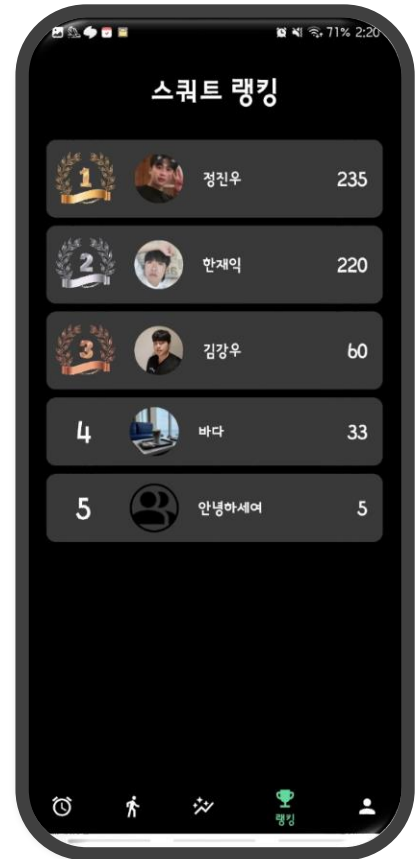 71% 2:20
스쿼트 랭킹
1 정진우 235
2 한재익 220
3 김강우 60
4 바다 33
5 안녕하세여 5
랭킹